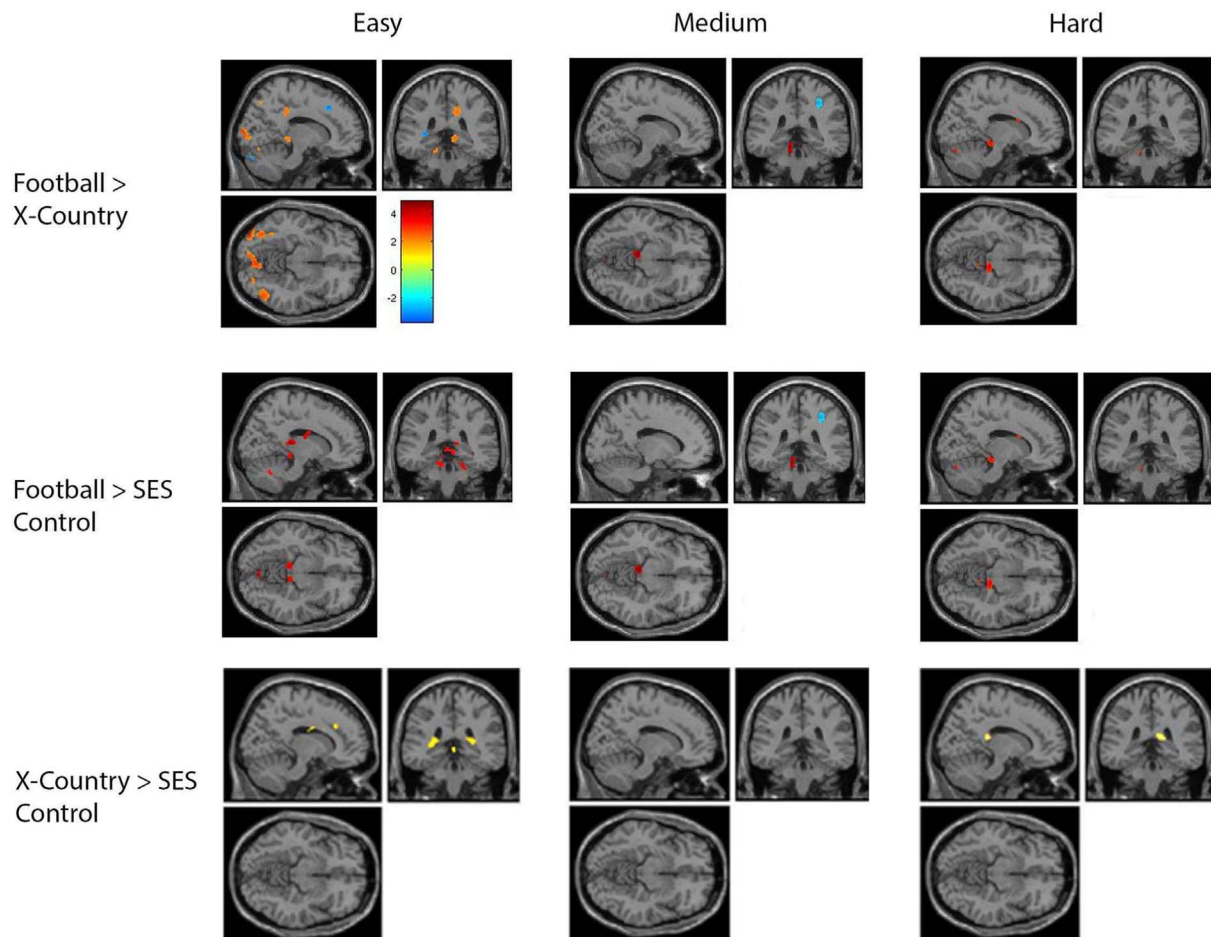 Easy Medium Hard
Football >
X-Country
4
2
0
-2
Football > SES
Control
X-Country > SES
Control